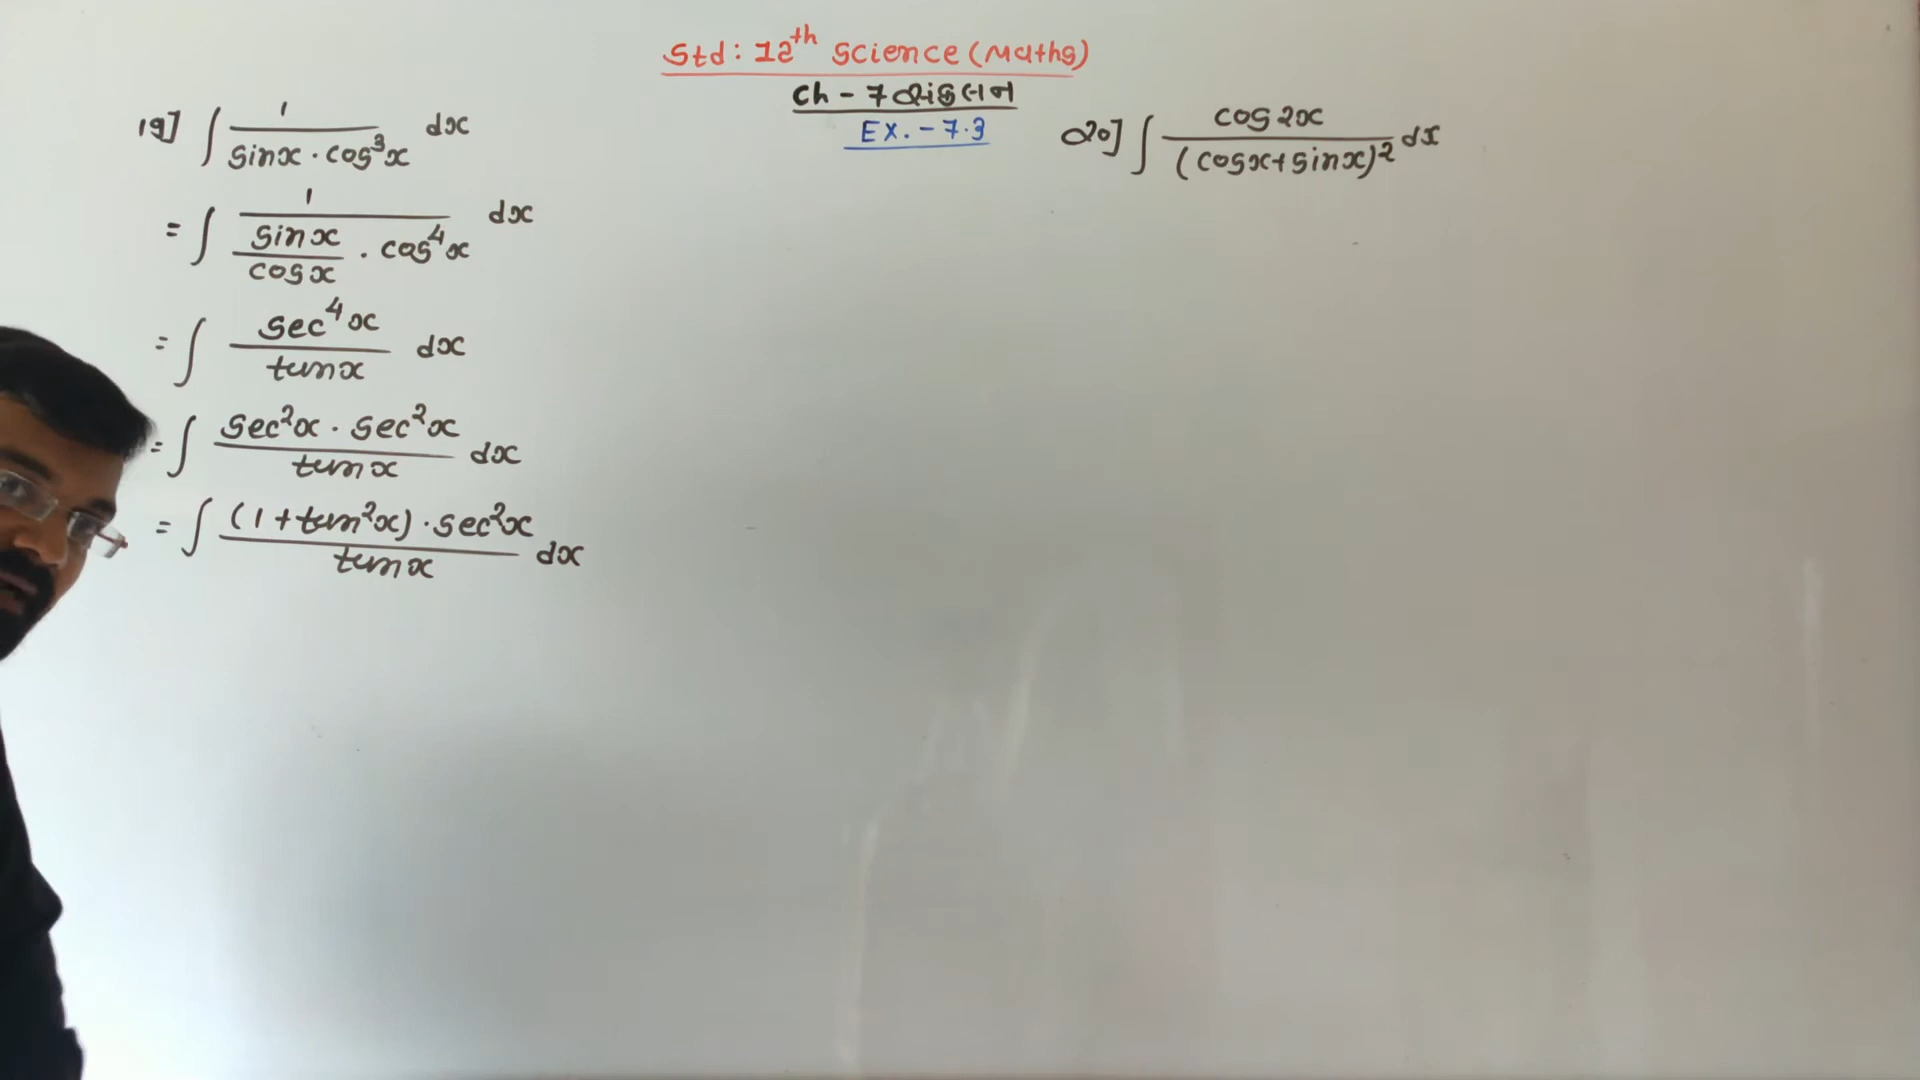 Std: 12th Science (Maths)
Ch - 7 સંકલન
Ex. - 7.3
19] ∫ 1 / (sinx · cos³x) dx
= ∫ 1 / ((sinx / cosx) · cos⁴x) dx
= ∫ sec⁴x / tanx dx
= ∫ (sec²x · sec²x) / tanx dx
= ∫ ((1 + tan²x) · sec²x) / tanx dx
20] ∫ cos2x / (cosx + sinx)² dx